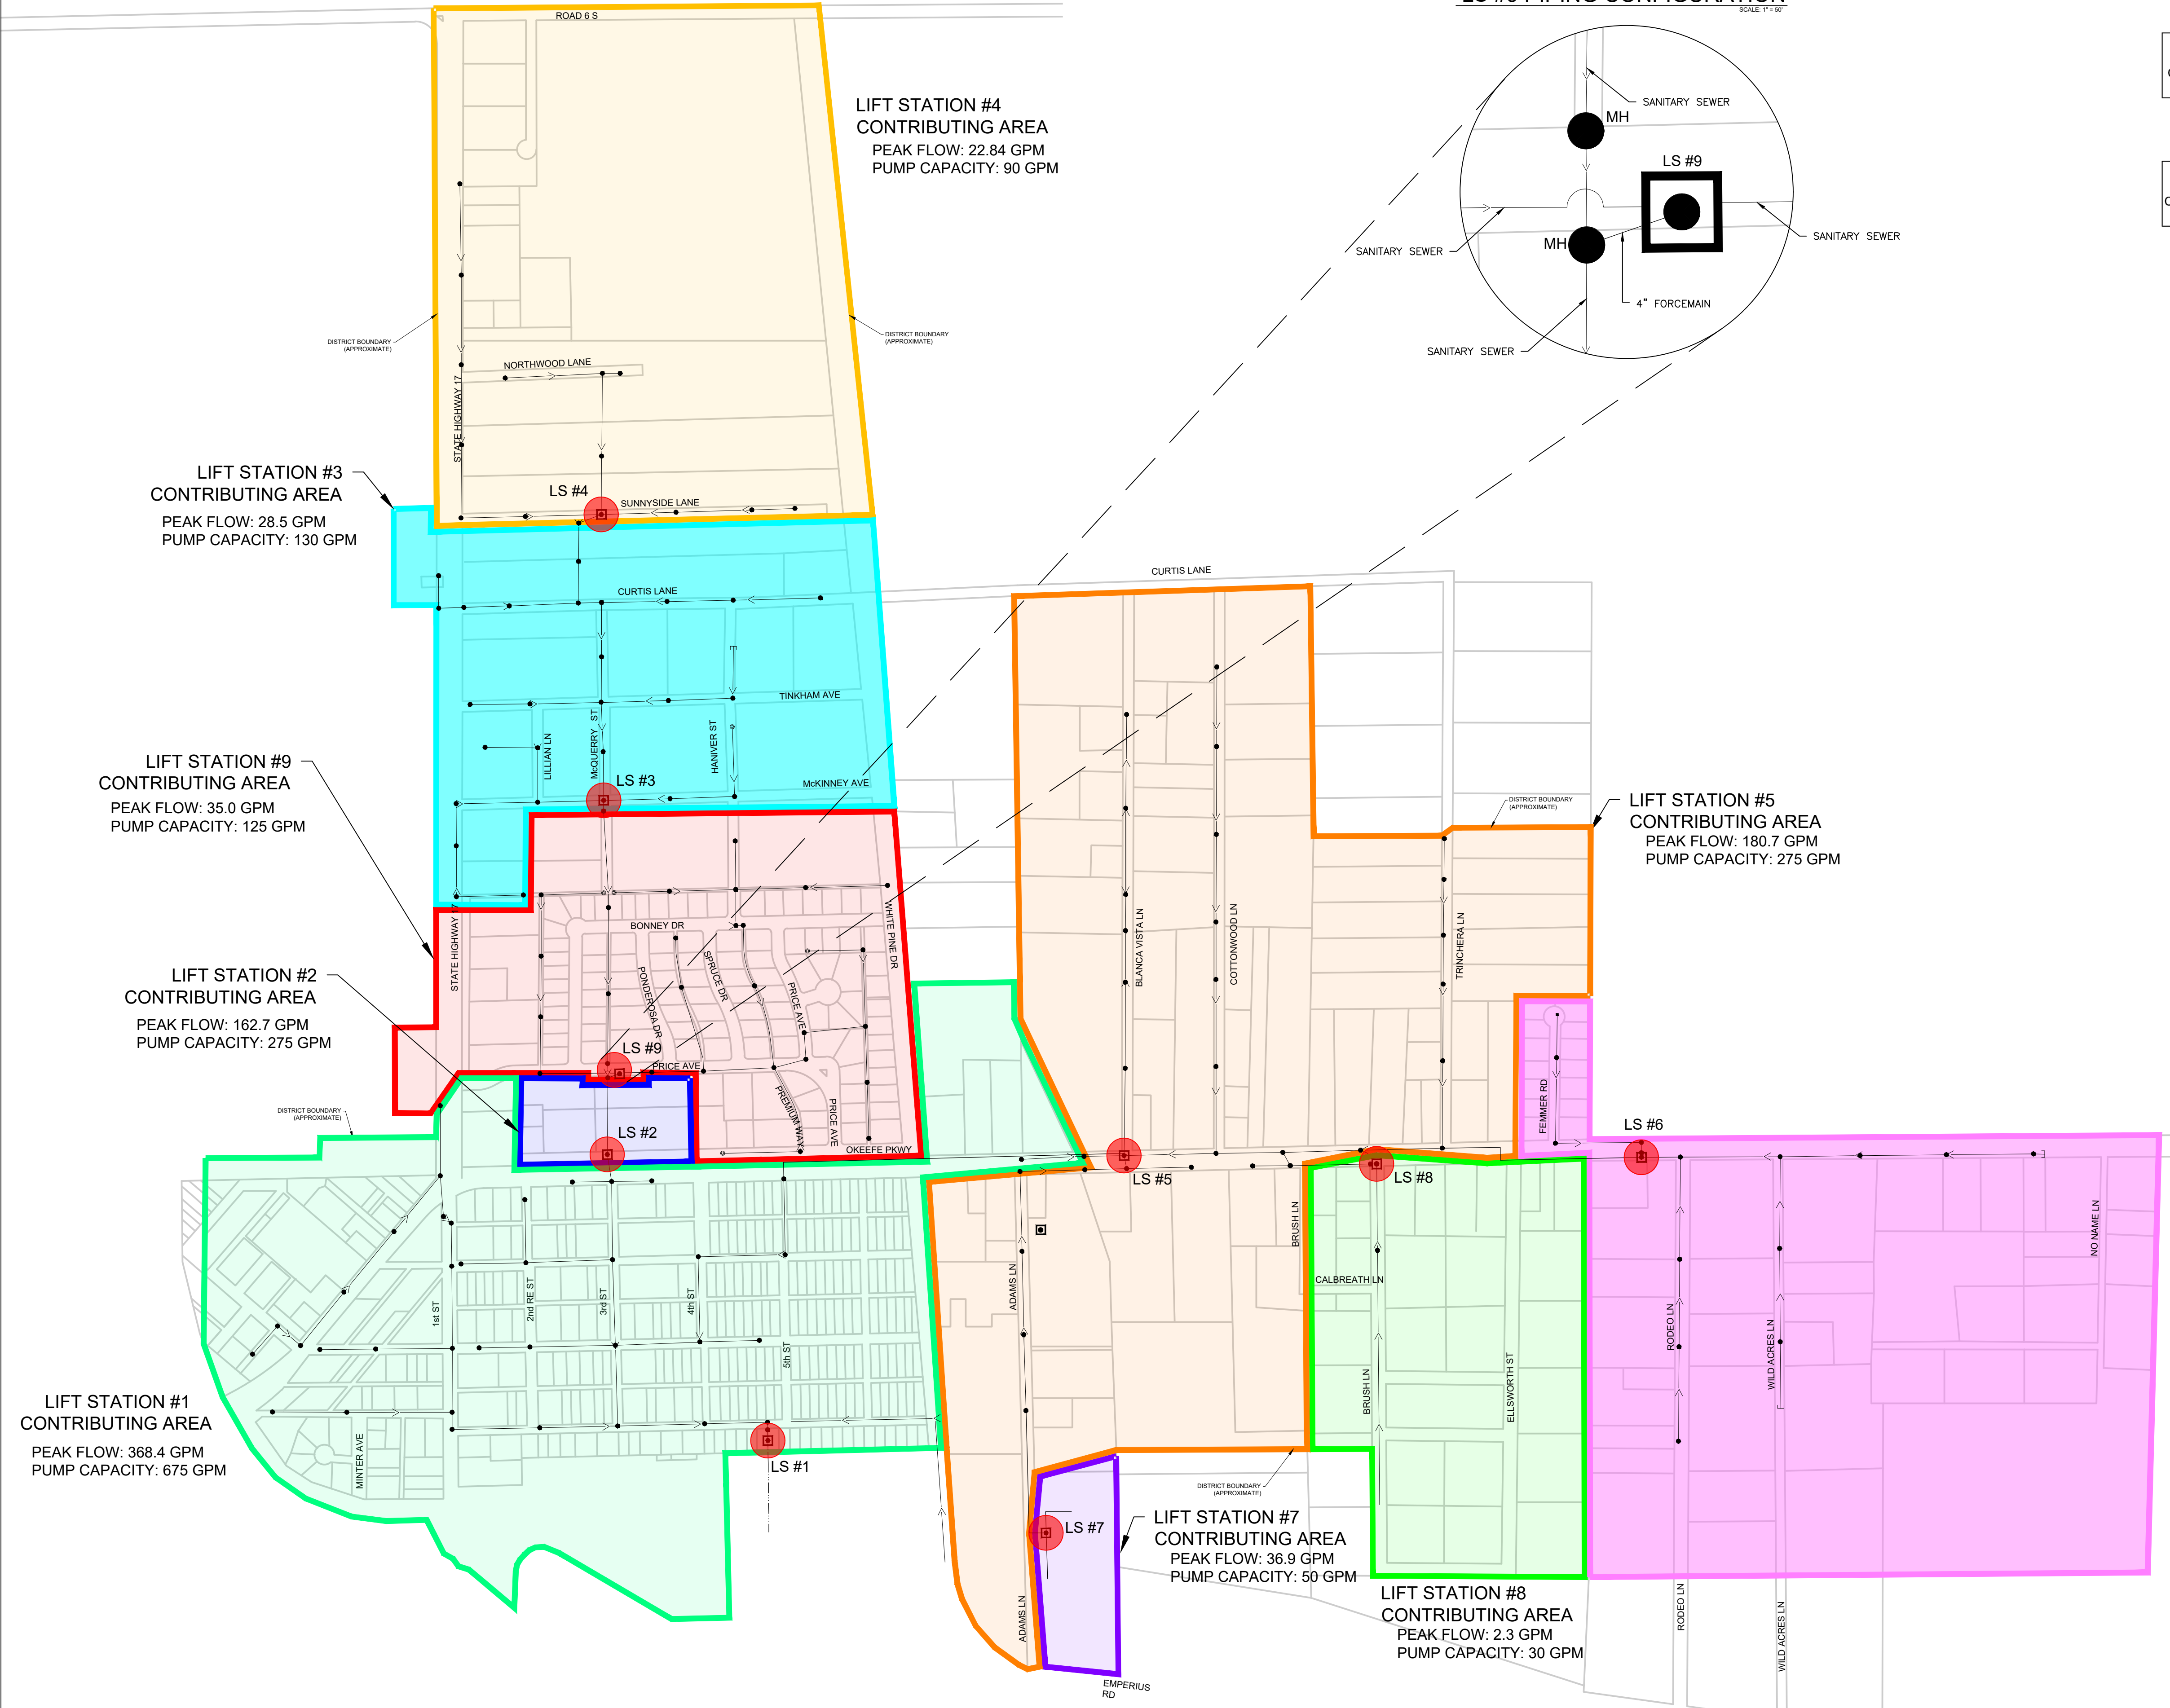 LS #9 PIPING CONFIGURATION
SCALE: 1" = 50'
ROAD 6 S
SANITARY SEWER
MH
LS #9
SANITARY SEWER
MH
SANITARY SEWER
4" FORCEMAIN
SANITARY SEWER
LIFT STATION #4
CONTRIBUTING AREA
PEAK FLOW: 22.84 GPM
PUMP CAPACITY: 90 GPM
DISTRICT BOUNDARY
(APPROXIMATE)
DISTRICT BOUNDARY
(APPROXIMATE)
NORTHWOOD LANE
STATE HIGHWAY 17
LIFT STATION #3
CONTRIBUTING AREA
PEAK FLOW: 28.5 GPM
PUMP CAPACITY: 130 GPM
LS #4
SUNNYSIDE LANE
CURTIS LANE
CURTIS LANE
TINKHAM AVE
LILLIAN LN
McQUERRY ST
HANIVER ST
LS #3
McKINNEY AVE
LIFT STATION #9
CONTRIBUTING AREA
PEAK FLOW: 35.0 GPM
PUMP CAPACITY: 125 GPM
DISTRICT BOUNDARY
(APPROXIMATE)
LIFT STATION #5
CONTRIBUTING AREA
PEAK FLOW: 180.7 GPM
PUMP CAPACITY: 275 GPM
STATE HIGHWAY 17
BONNEY DR
PONDEROSA DR
SPRUCE DR
PRICE AVE
WHITE PINE DR
BLANCA VISTA LN
COTTONWOOD LN
TRINCHERA LN
LIFT STATION #2
CONTRIBUTING AREA
PEAK FLOW: 162.7 GPM
PUMP CAPACITY: 275 GPM
LS #9
PRICE AVE
PREMIUM WAY
PRICE AVE
FEMMER RD
DISTRICT BOUNDARY
(APPROXIMATE)
LS #2
OKEEFE PKWY
LS #5
LS #8
LS #6
1st ST
2nd RE ST
3rd ST
4th ST
5th ST
ADAMS LN
BRUSH LN
CALBREATH LN
BRUSH LN
ELLSWORTH ST
RODEO LN
WILD ACRES LN
NO NAME LN
LIFT STATION #1
CONTRIBUTING AREA
PEAK FLOW: 368.4 GPM
PUMP CAPACITY: 675 GPM
MINTER AVE
LS #1
DISTRICT BOUNDARY
(APPROXIMATE)
LS #7
LIFT STATION #7
CONTRIBUTING AREA
PEAK FLOW: 36.9 GPM
PUMP CAPACITY: 50 GPM
LIFT STATION #8
CONTRIBUTING AREA
PEAK FLOW: 2.3 GPM
PUMP CAPACITY: 30 GPM
ADAMS LN
RODEO LN
WILD ACRES LN
EMPERIUS
RD